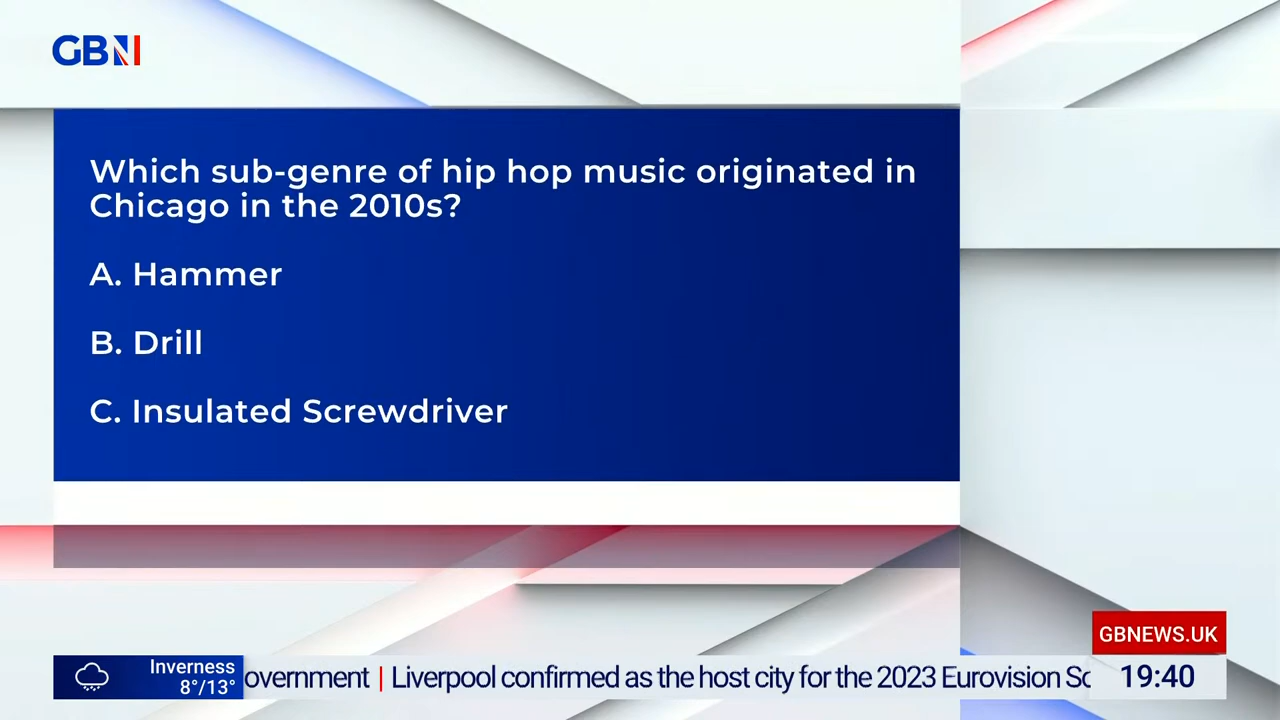 GBN
Which sub-genre of hip hop music originated in
Chicago in the 2010s?
A. Hammer
B. Drill
C. Insulated Screwdriver
GBNEWS.UK
Inverness
8°/13°
overnment | Liverpool confirmed as the host city for the 2023 Eurovision Sc
19:40